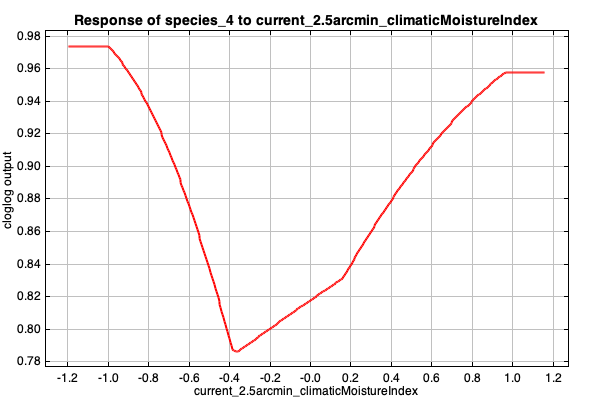 Response of species_4 to current_2.5arcmin_climaticMoistureIndex
0.98
0.96
0.94
0.92
0.90
0.88
0.86
0.84
0.82
0.80
0.78
cloglog output
-1.2 -1.0 -0.8 -0.6 -0.4 -0.2 -0.0 0.2 0.4 0.6 0.8 1.0 1.2
current_2.5arcmin_climaticMoistureIndex